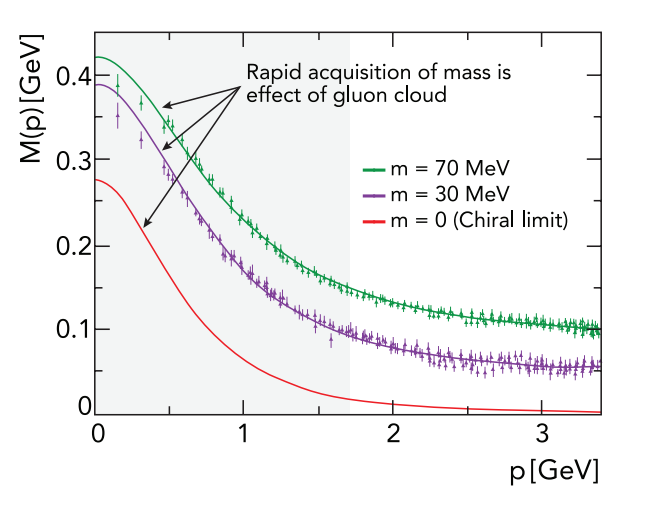 M(p) [GeV]
0.4
0.3
0.2
0.1
0
Rapid acquisition of mass is
effect of gluon cloud
m = 70 MeV
m = 30 MeV
m = 0 (Chiral limit)
0 1 2 3
p [GeV]